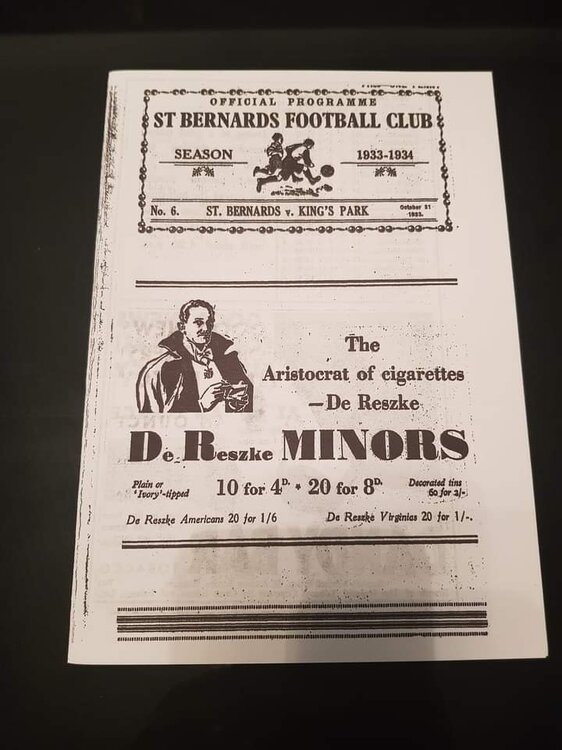 OFFICIAL PROGRAMME
ST BERNARDS FOOTBALL CLUB
SEASON 1933-1934
No. 6. ST. BERNARDS v. KING'S PARK October 21
1933.
The
Aristocrat of cigarettes
—De Reszke
De Reszke MINORS
Plain or
'Ivory'-tipped
10 for 4D. * 20 for 8D.
Decorated tins
60 for 2/-
De Reszke Americans 20 for 1/6 De Reszke Virginias 20 for 1/-.